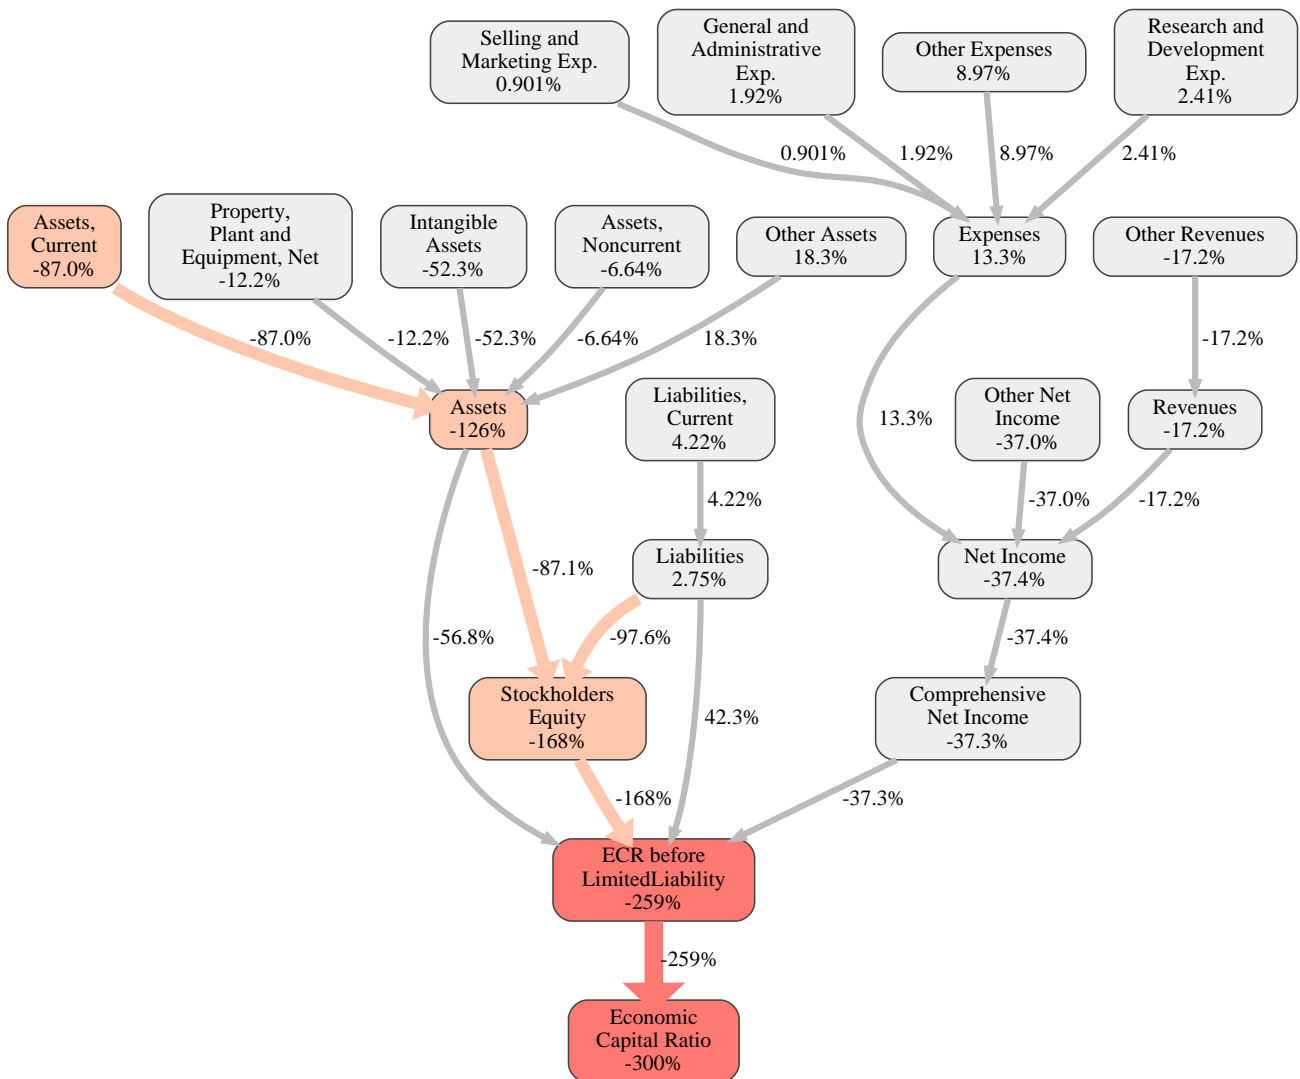 Selling and
Marketing Exp.
0.901%
General and
Administrative
Exp.
1.92%
Other Expenses
8.97%
Research and
Development
Exp.
2.41%
0.901%
1.92%
8.97%
2.41%
Assets,
Current
-87.0%
Property,
Plant and
Equipment, Net
-12.2%
Intangible
Assets
-52.3%
Assets,
Noncurrent
-6.64%
Other Assets
18.3%
Expenses
13.3%
Other Revenues
-17.2%
-87.0%
-12.2%
-52.3%
-6.64%
18.3%
-17.2%
Assets
-126%
Liabilities,
Current
4.22%
13.3%
Other Net
Income
-37.0%
Revenues
-17.2%
4.22%
-37.0%
-17.2%
-87.1%
Liabilities
2.75%
Net Income
-37.4%
-56.8%
-97.6%
-37.4%
Stockholders
Equity
-168%
42.3%
Comprehensive
Net Income
-37.3%
-168%
-37.3%
ECR before
LimitedLiability
-259%
-259%
Economic
Capital Ratio
-300%